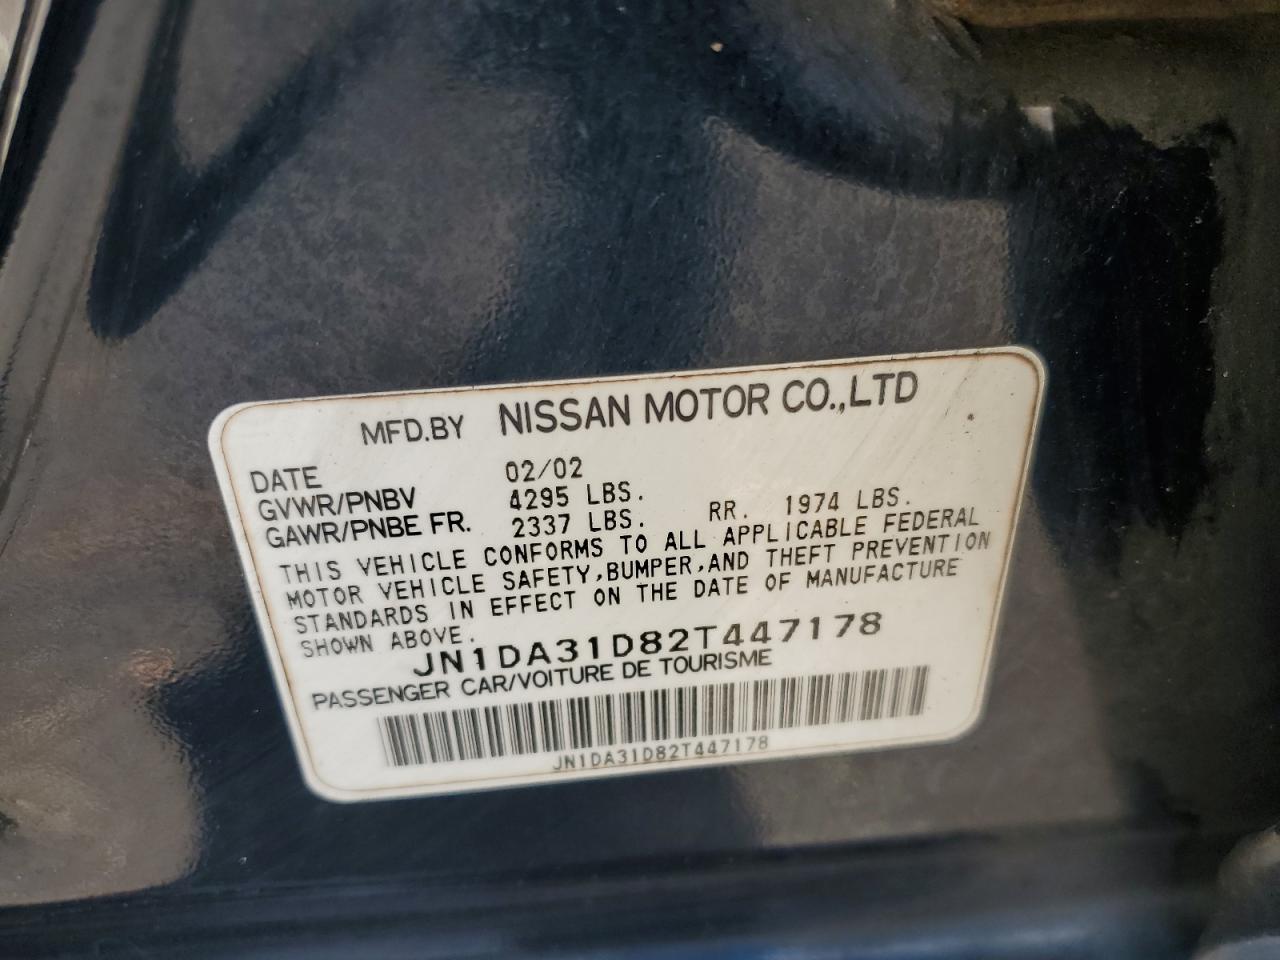 MFD.BY NISSAN MOTOR CO.,LTD
DATE 02/02
GVWR/PNBV 4295 LBS.
GAWR/PNBE FR. 2337 LBS. RR. 1974 LBS.
THIS VEHICLE CONFORMS TO ALL APPLICABLE FEDERAL
MOTOR VEHICLE SAFETY,BUMPER,AND THEFT PREVENTION
STANDARDS IN EFFECT ON THE DATE OF MANUFACTURE
SHOWN ABOVE.
JN1DA31D82T447178
PASSENGER CAR/VOITURE DE TOURISME
JN1DA31D82T447178